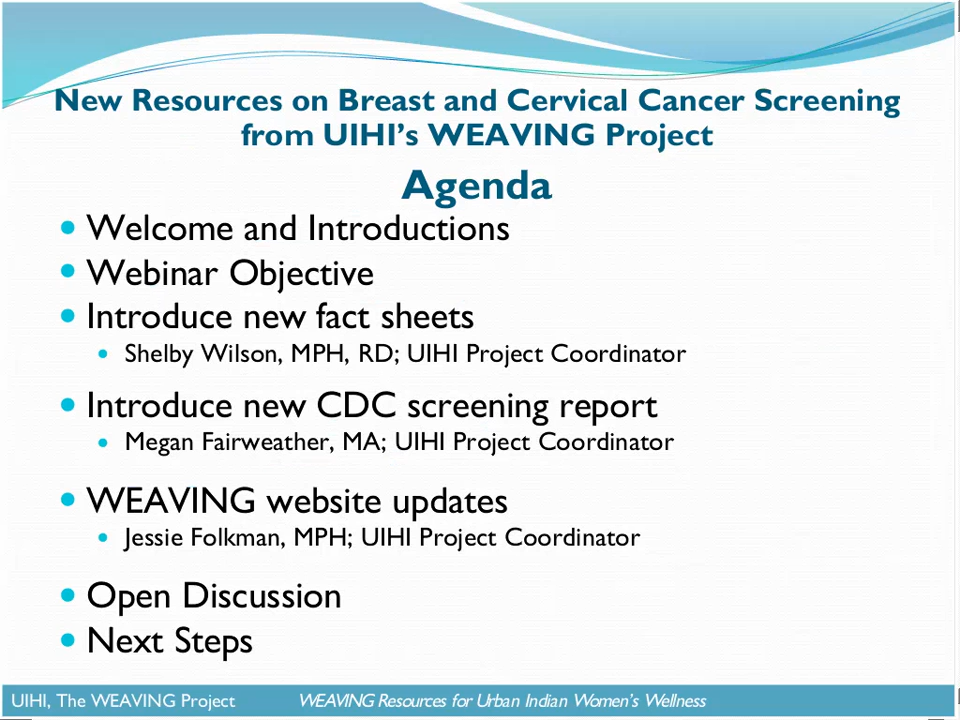 New Resources on Breast and Cervical Cancer Screening
from UIHI's WEAVING Project
Agenda
• Welcome and Introductions
• Webinar Objective
• Introduce new fact sheets
• Shelby Wilson, MPH, RD; UIHI Project Coordinator
• Introduce new CDC screening report
• Megan Fairweather, MA; UIHI Project Coordinator
• WEAVING website updates
• Jessie Folkman, MPH; UIHI Project Coordinator
• Open Discussion
• Next Steps
UIHI, The WEAVING Project WEAVING Resources for Urban Indian Women's Wellness